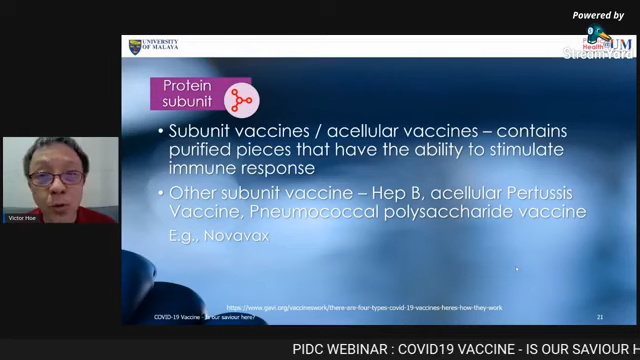 Powered by
StreamYard
UNIVERSITY
OF MALAYA
Health
UM
Protein
subunit
• Subunit vaccines / acellular vaccines – contains
purified pieces that have the ability to stimulate
immune response
• Other subunit vaccine – Hep B, acellular Pertussis
Vaccine, Pneumococcal polysaccharide vaccine
E.g., Novavax
Victor Hoe
https://www.gavi.org/vaccineswork/there-are-four-types-covid-19-vaccines-heres-how-they-work
COVID-19 Vaccine - Is our saviour here?
21
PIDC WEBINAR : COVID19 VACCINE - IS OUR SAVIOUR H